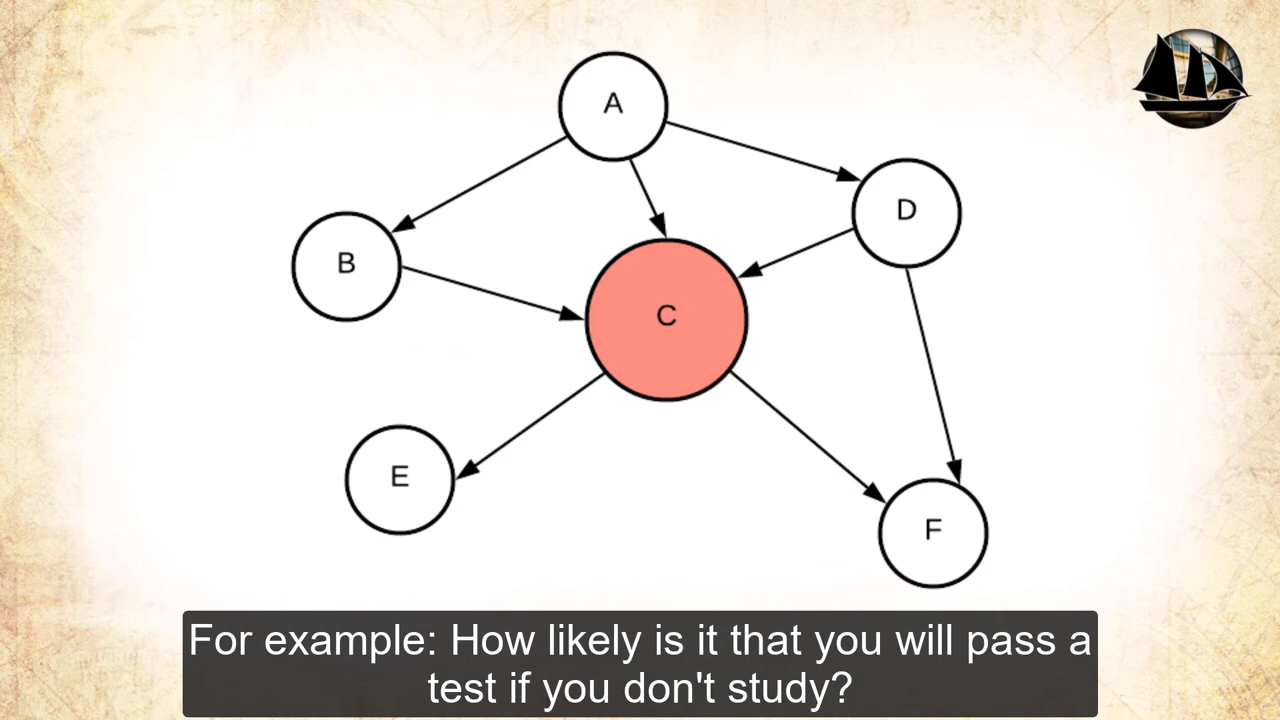 A
D
B
C
E
F
For example: How likely is it that you will pass a
test if you don't study?